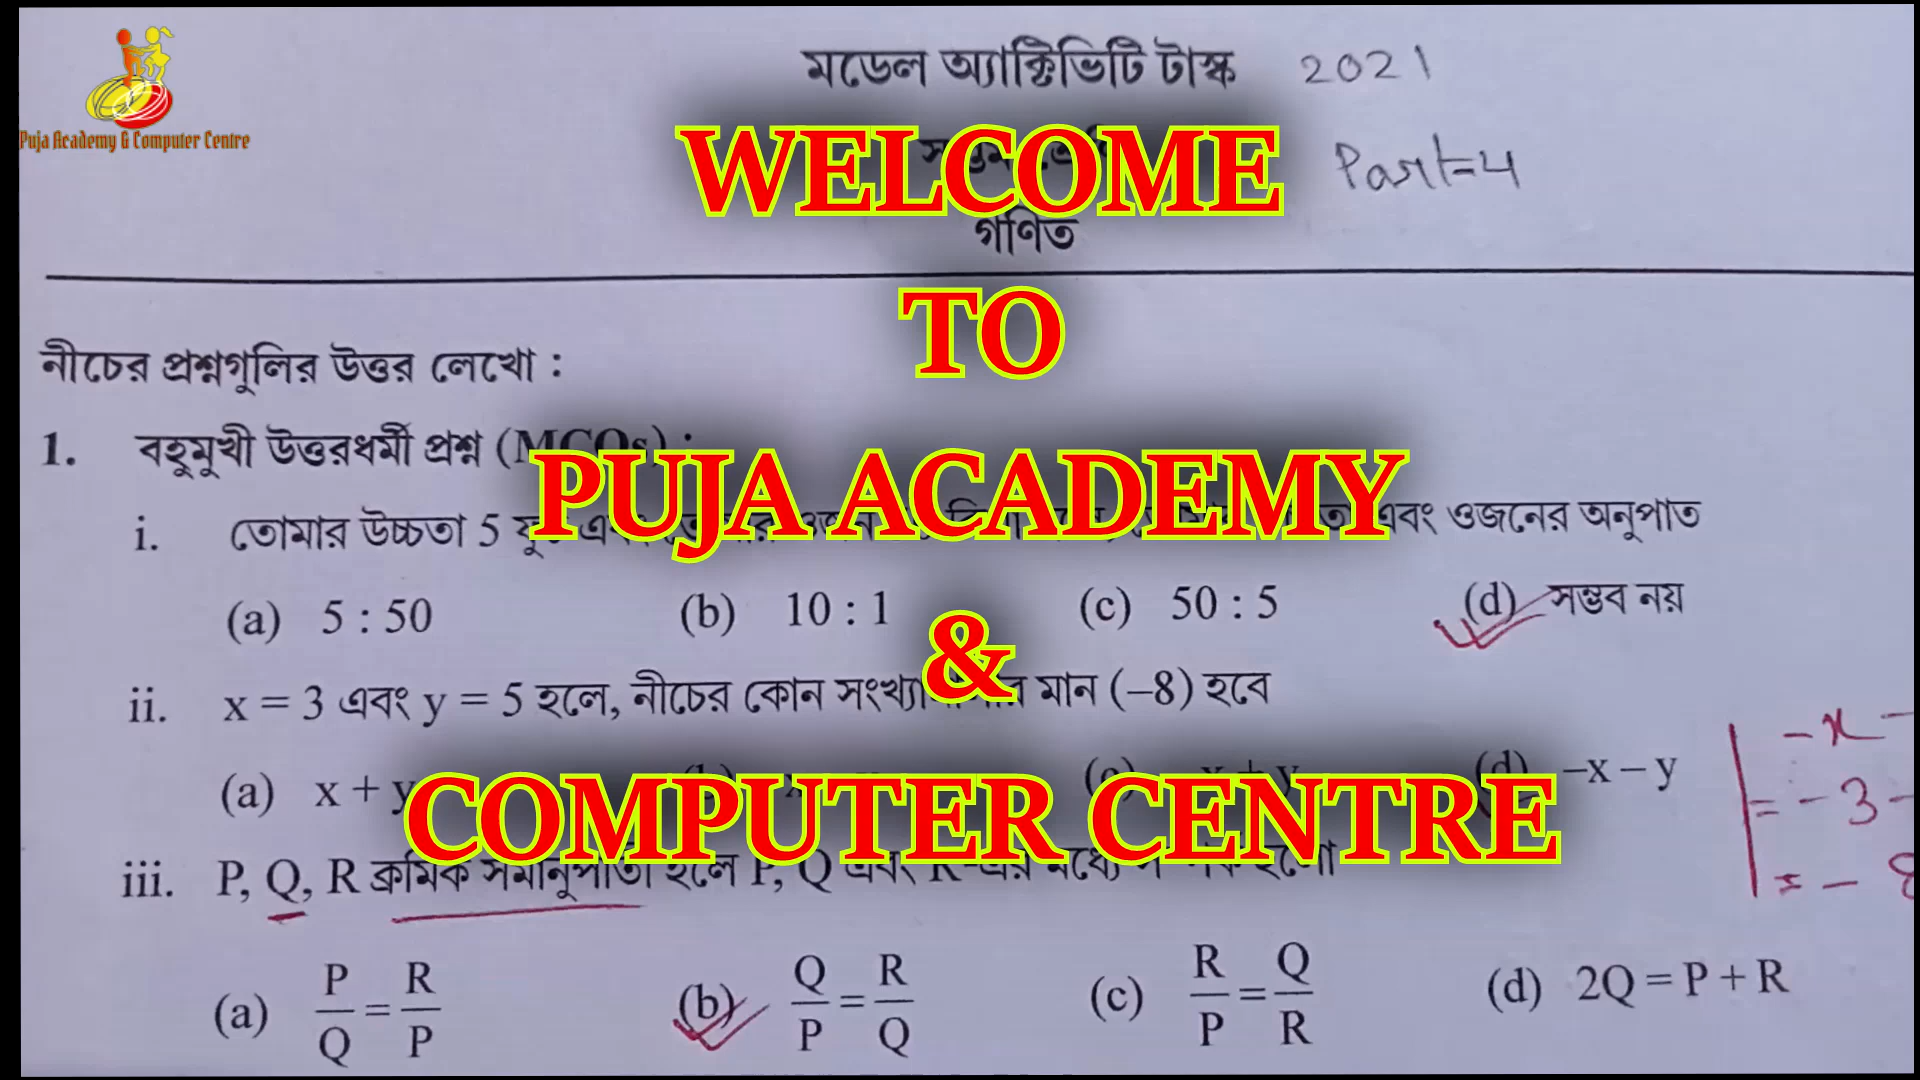 Puja Academy & Computer Centre
মডেল অ্যাক্টিভিটি টাস্ক 2021
Part-4
গণিত
WELCOME
TO
PUJA ACADEMY
&
COMPUTER CENTRE
নীচের প্রশ্নগুলির উত্তর লেখো :
1. বহুমুখী উত্তরধর্মী প্রশ্ন (MCQs) :
i. তোমার উচ্চতা 5 এবং ওজনের অনুপাত
(a) 5 : 50 (b) 10 : 1 (c) 50 : 5 (d) সম্ভব নয়
ii. x = 3 এবং y = 5 হলে, নীচের কোন মান (–8) হবে
(a) x + y (d) –x – y
iii. P, Q, R ক্রমিক সমানুপাতী হলে P, Q এবং R-এর মধ্যে
(a) P/Q = R/P (b) Q/P = R/Q (c) R/P = Q/R (d) 2Q = P + R
-x -
= -3 -
= - 8